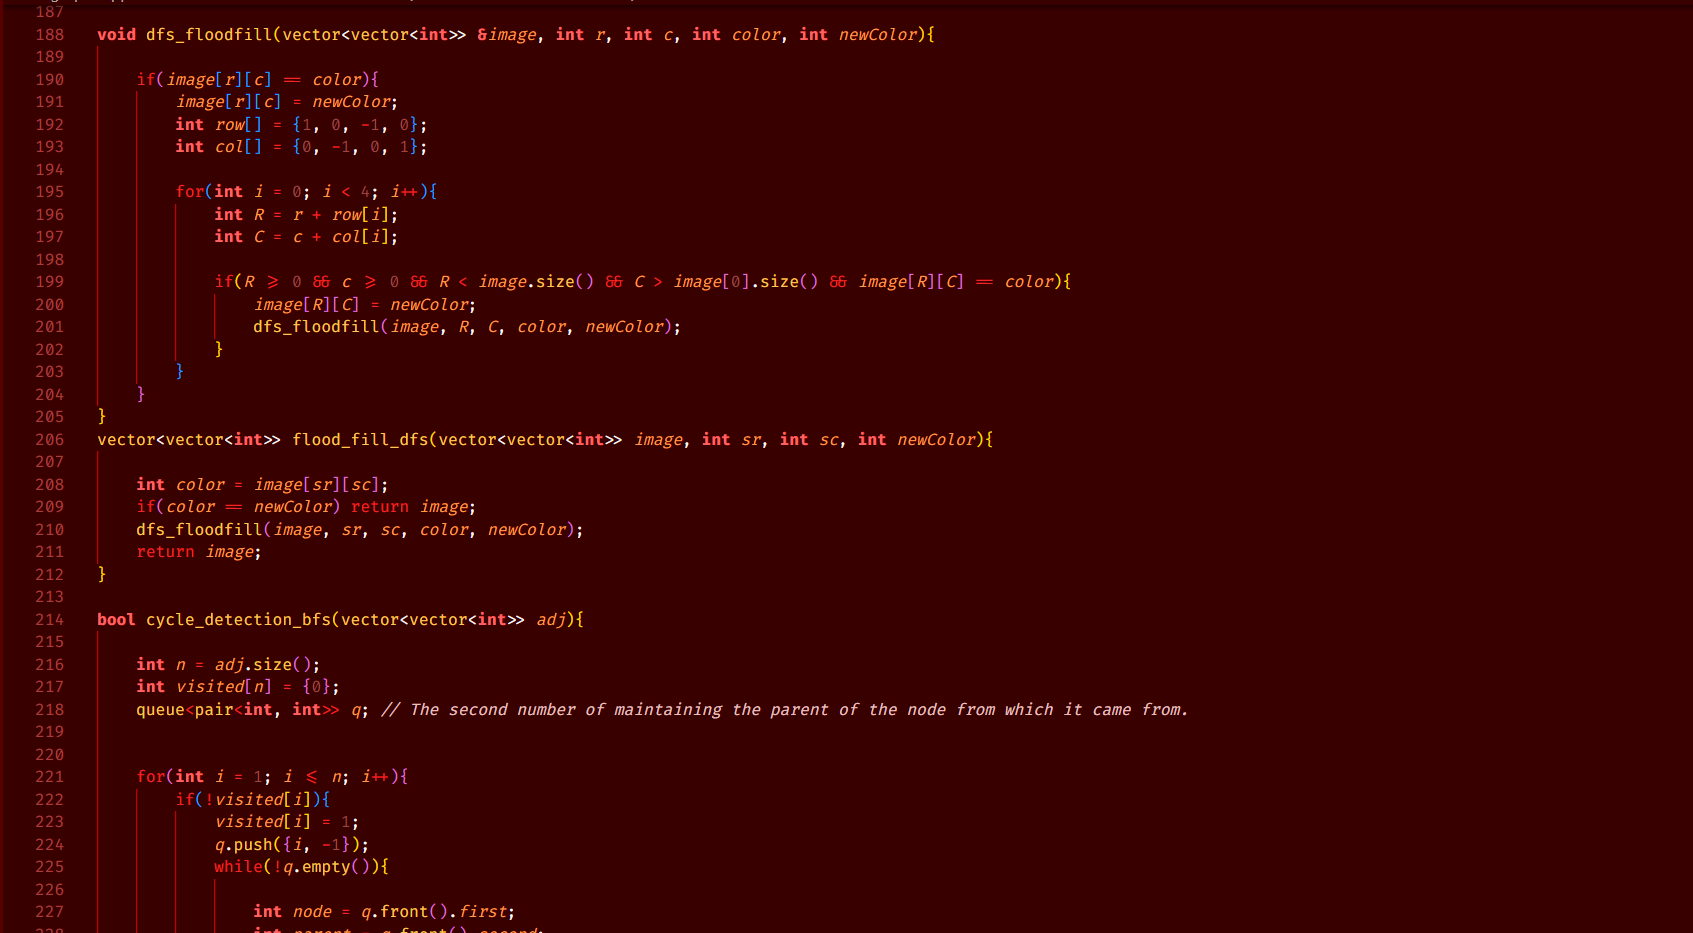 187
188 void dfs_floodfill(vector<vector<int>> &image, int r, int c, int color, int newColor){
189
190 if(image[r][c] == color){
191 image[r][c] = newColor;
192 int row[] = {1, 0, -1, 0};
193 int col[] = {0, -1, 0, 1};
194
195 for(int i = 0; i < 4; i++){
196 int R = r + row[i];
197 int C = c + col[i];
198
199 if(R >= 0 && c >= 0 && R < image.size() && C > image[0].size() && image[R][C] == color){
200 image[R][C] = newColor;
201 dfs_floodfill(image, R, C, color, newColor);
202 }
203 }
204 }
205 }
206 vector<vector<int>> flood_fill_dfs(vector<vector<int>> image, int sr, int sc, int newColor){
207
208 int color = image[sr][sc];
209 if(color == newColor) return image;
210 dfs_floodfill(image, sr, sc, color, newColor);
211 return image;
212 }
213
214 bool cycle_detection_bfs(vector<vector<int>> adj){
215
216 int n = adj.size();
217 int visited[n] = {0};
218 queue<pair<int, int>> q; // The second number of maintaining the parent of the node from which it came from.
219
220
221 for(int i = 1; i <= n; i++){
222 if(!visited[i]){
223 visited[i] = 1;
224 q.push({i, -1});
225 while(!q.empty()){
226
227 int node = q.front().first;
228 int parent = q.front().second;